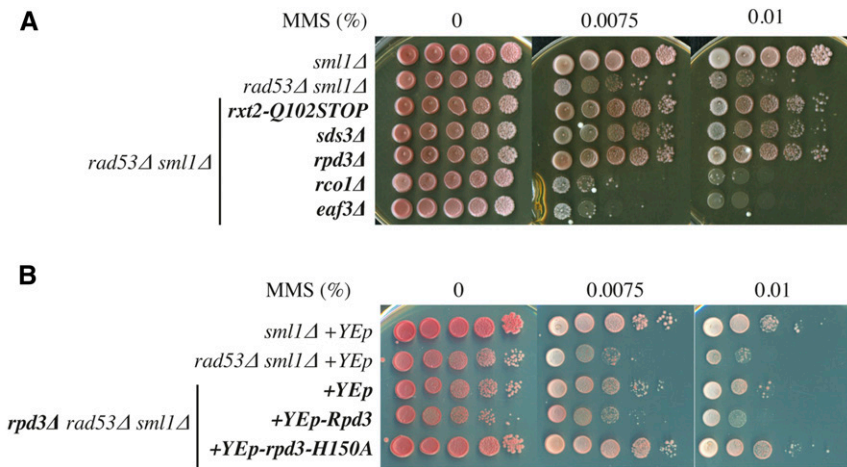 A
MMS (%) 0 0.0075 0.01
sml1Δ
rad53Δ sml1Δ
rxt2-Q102STOP
sds3Δ
rad53Δ sml1Δ rpd3Δ
rco1Δ
eaf3Δ
B
MMS (%) 0 0.0075 0.01
sml1Δ +YEp
rad53Δ sml1Δ +YEp
+YEp
rpd3Δ rad53Δ sml1Δ +YEp-Rpd3
+YEp-rpd3-H150A